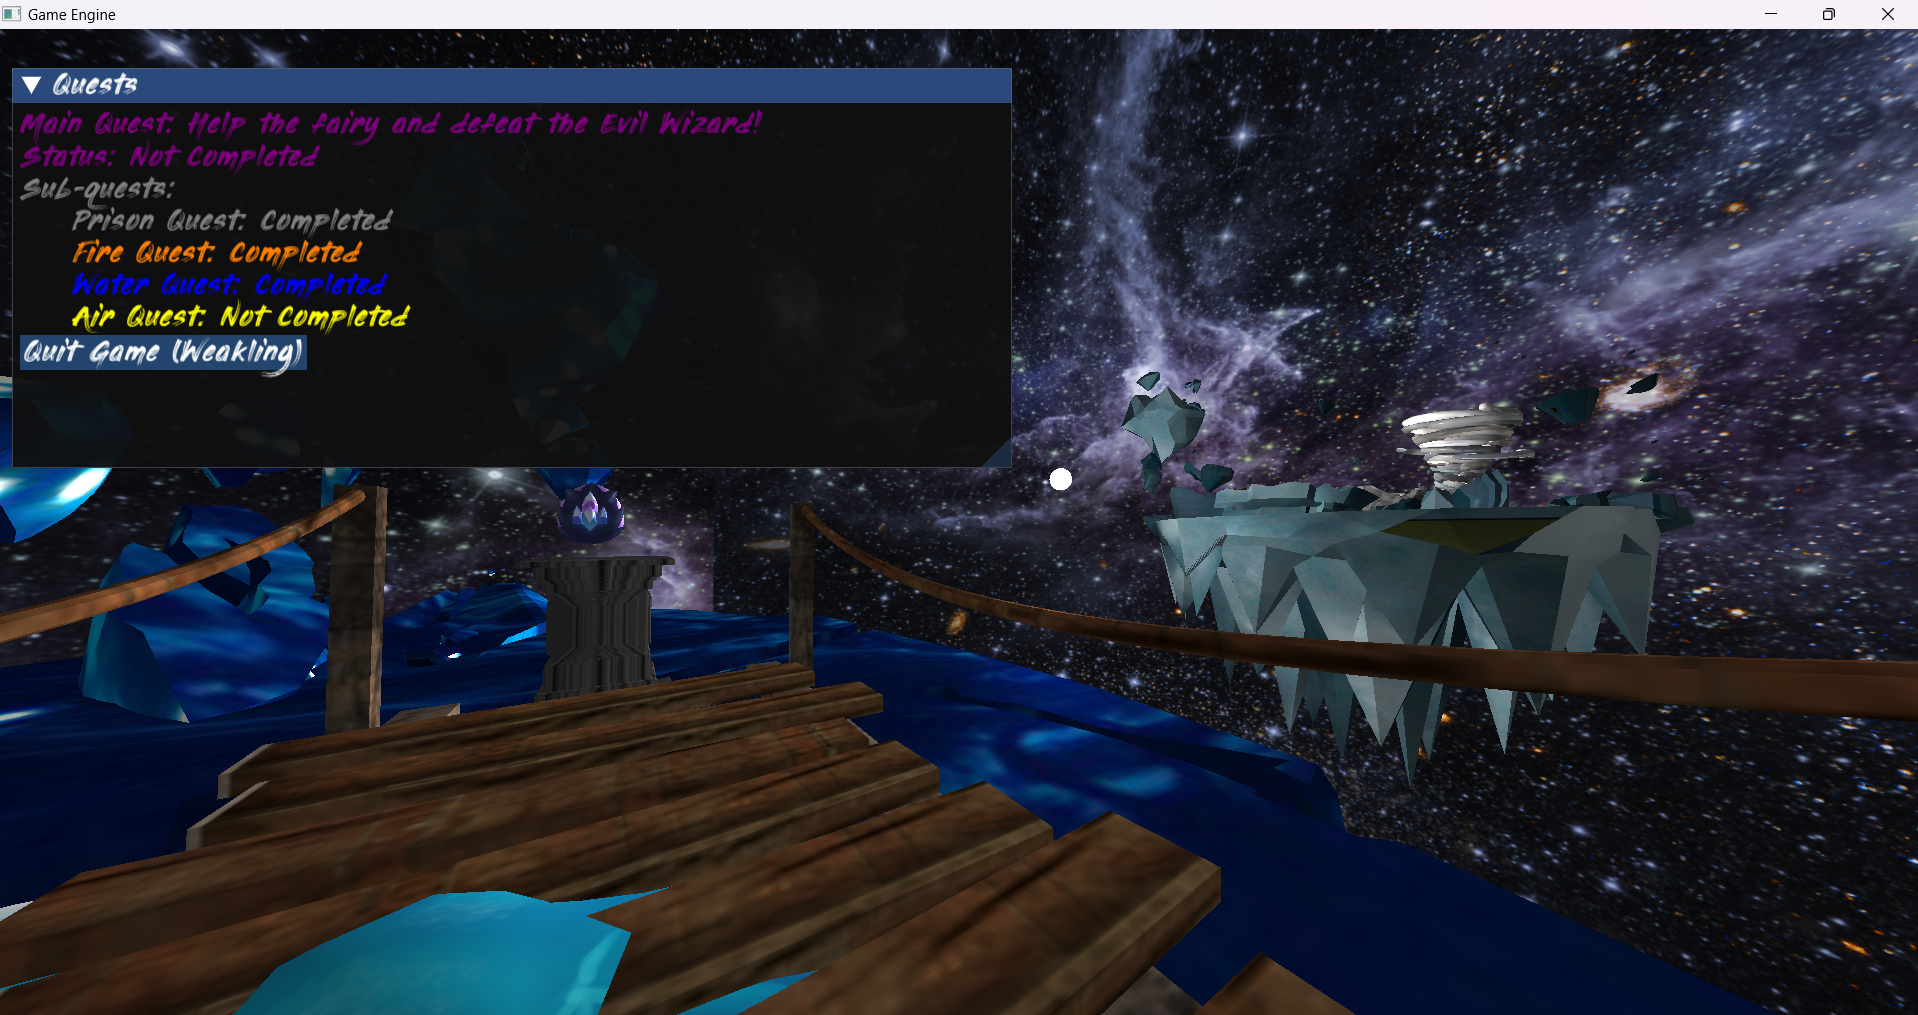 Game Engine
Quests
Main Quest: Help the fairy and defeat the Evil Wizard!
Status: Not Completed
Sub-quests:
Prison Quest: Completed
Fire Quest: Completed
Water Quest: Completed
Air Quest: Not Completed
Quit Game (Weakling)